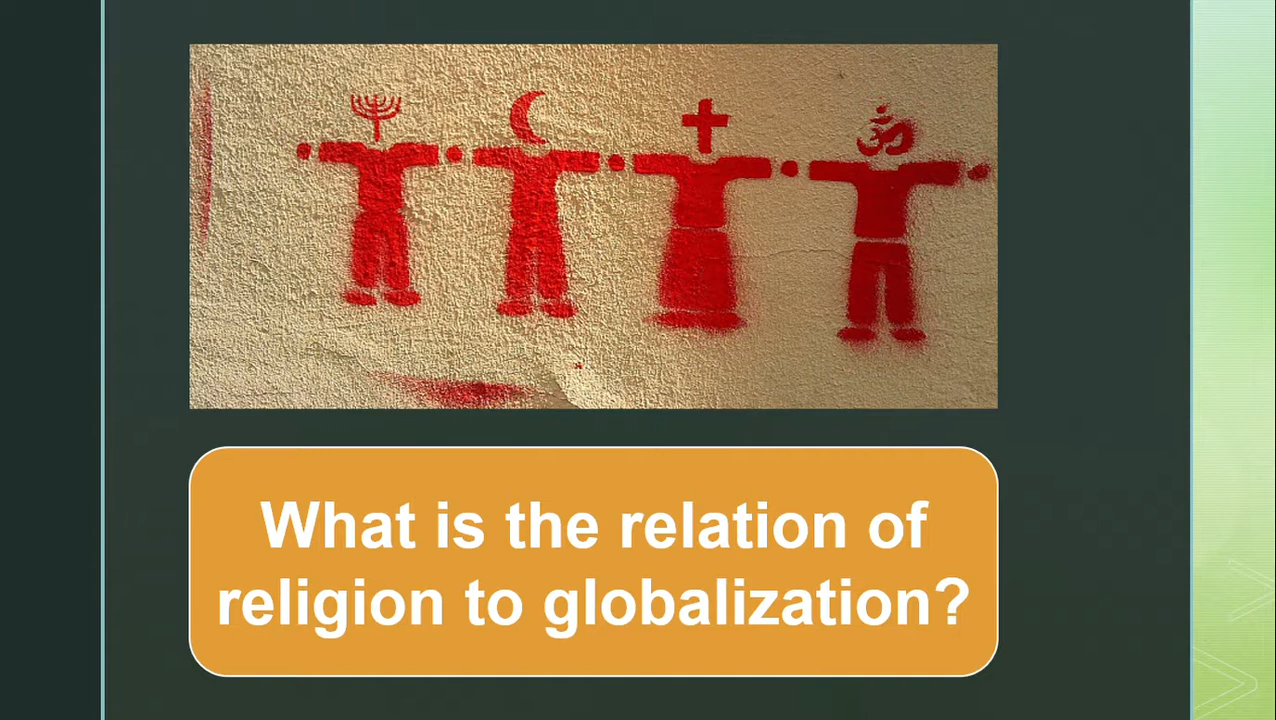 What is the relation of
religion to globalization?